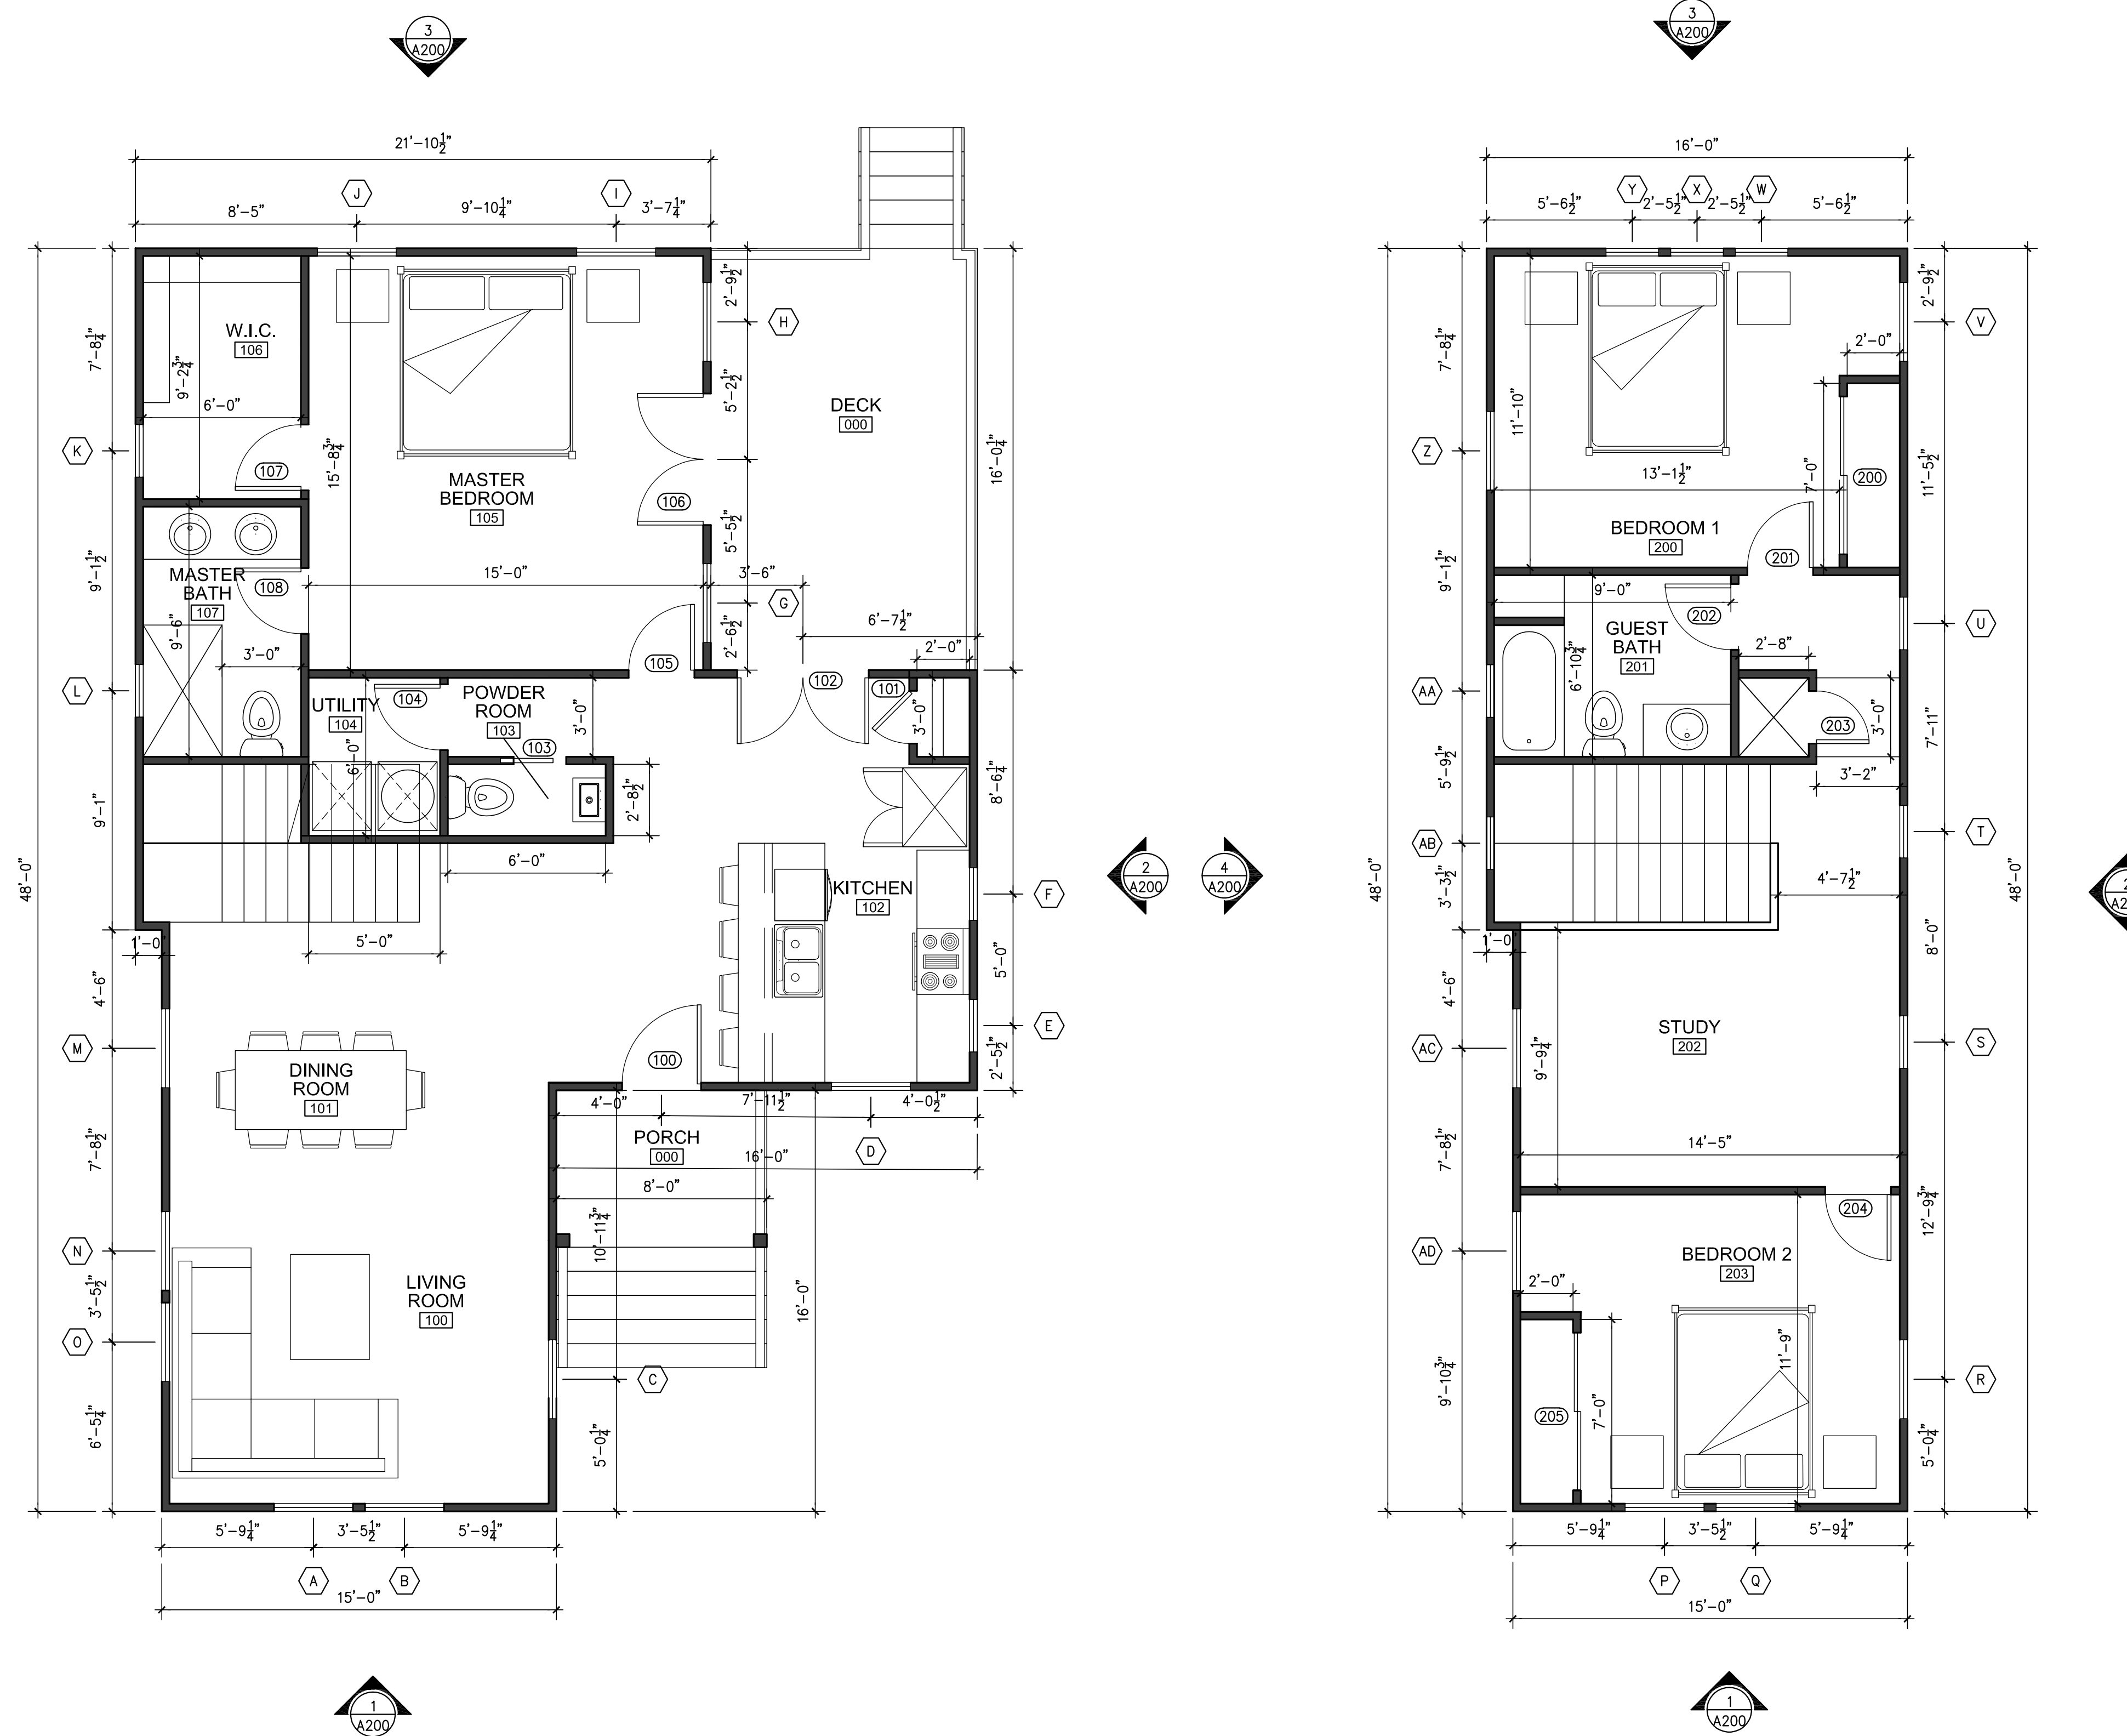 3
A200
3
A200
21'-10½"
16'-0"
J
I
Y
X
W
8'-5"
9'-10¼"
3'-7¼"
5'-6½"
2'-5½"
2'-5½"
5'-6½"
2'-9½"
2'-9½"
H
V
W.I.C.
106
7'-8¼"
9'-2¾"
6'-0"
5'-2½"
DECK
000
7'-8¼"
11'-10"
2'-0"
K
107
15'-8¾"
MASTER
BEDROOM
105
106
16'-0¼"
Z
13'-1½"
7'-0"
200
11'-5½"
5'-5½"
BEDROOM 1
200
201
MASTER
BATH
107
108
9'-1½"
15'-0"
3'-6"
G
9'-1½"
9'-0"
202
9'-6"
3'-0"
2'-6½"
6'-7½"
2'-0"
GUEST
BATH
201
6'-10¾"
2'-8"
U
L
105
102
101
AA
UTILITY
104
104
POWDER
ROOM
103
103
3'-0"
3'-0"
203
3'-0"
7'-11"
6'-0"
5'-9½"
3'-2"
9'-1"
2'-8½"
8'-6¼"
T
AB
48'-0"
6'-0"
KITCHEN
102
F
2
A200
4
A200
48'-0"
3'-3½"
4'-7½"
48'-0"
1'-0"
5'-0"
5'-0"
1'-0"
8'-0"
4'-6"
4'-6"
M
E
AC
STUDY
202
S
100
2'-5½"
9'-9¼"
DINING
ROOM
101
4'-0"
7'-11½"
4'-0½"
PORCH
000
D
16'-0"
7'-8½"
7'-8½"
14'-5"
8'-0"
10'-11¾"
204
12'-9¾"
N
AD
BEDROOM 2
203
LIVING
ROOM
100
3'-5½"
16'-0"
2'-0"
O
C
11'-9"
R
6'-5¼"
5'-0¼"
9'-10¾"
205
7'-0"
5'-0¼"
5'-9¼"
3'-5½"
5'-9¼"
5'-9¼"
3'-5½"
5'-9¼"
A
B
P
Q
15'-0"
15'-0"
1
A200
1
A200